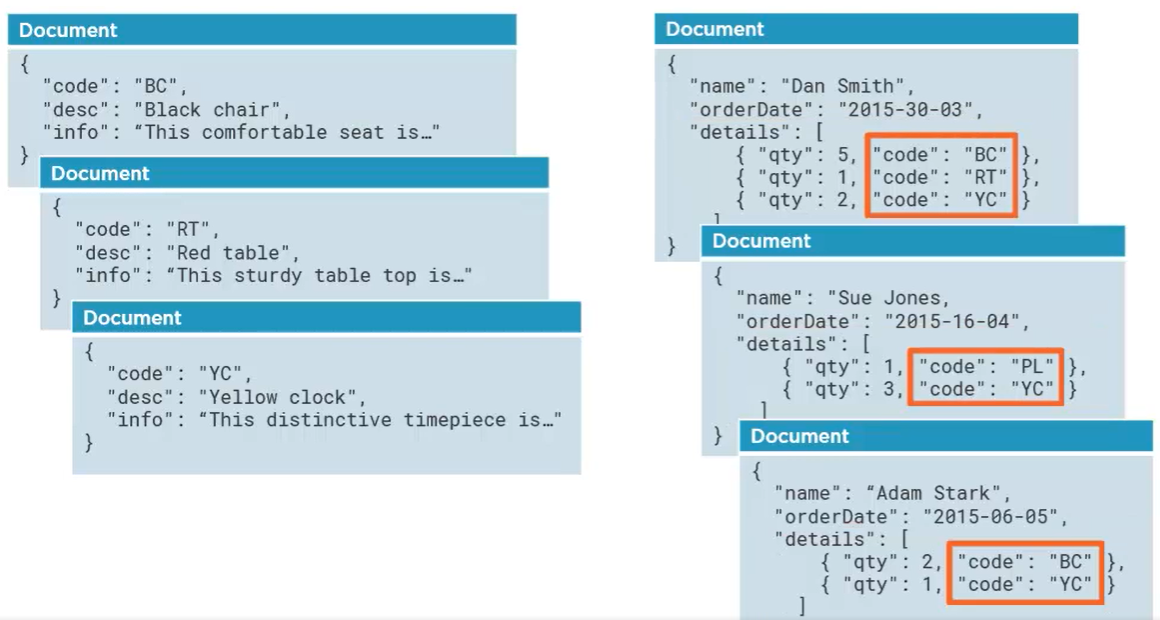 Document
{
"code": "BC",
"desc": "Black chair",
"info": “This comfortable seat is…"
}
Document
{
"code": "RT",
"desc": "Red table",
"info": “This sturdy table top is…"
}
Document
{
"code": "YC",
"desc": "Yellow clock",
"info": “This distinctive timepiece is…"
}
Document
{
"name": "Dan Smith",
"orderDate": "2015-30-03",
"details": [
{ "qty": 5, "code": "BC" },
{ "qty": 1, "code": "RT" },
{ "qty": 2, "code": "YC" }
]
}
Document
{
"name": "Sue Jones,
"orderDate": "2015-16-04",
"details": [
{ "qty": 1, "code": "PL" },
{ "qty": 3, "code": "YC" }
]
}
Document
{
"name": “Adam Stark",
"orderDate": "2015-06-05",
"details": [
{ "qty": 2, "code": "BC" },
{ "qty": 1, "code": "YC" }
]